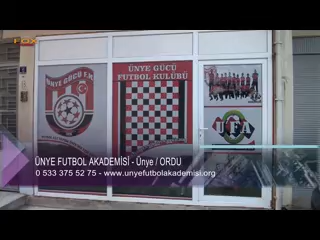 FOX
ÜNYE GÜCÜ F.K.
ÜNYE GÜCÜ
FUTBOL KULÜBÜ
UFA
ÜNYE FUTBOL AKADEMİSİ - Ünye / ORDU
0 533 375 52 75 - www.unyefutbolakademisi.org